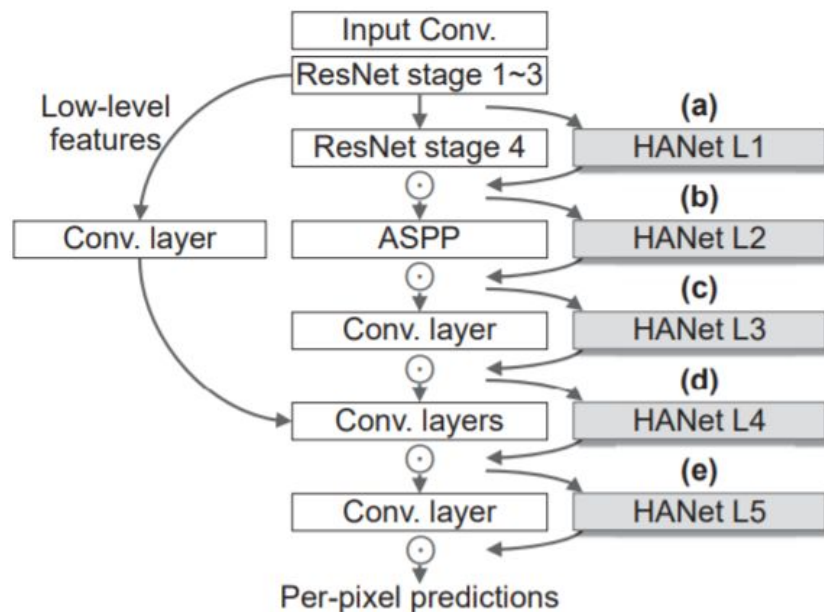 Input Conv.
ResNet stage 1~3
Low-level
features
(a)
ResNet stage 4
HANet L1
(b)
Conv. layer
ASPP
HANet L2
(c)
Conv. layer
HANet L3
(d)
Conv. layers
HANet L4
(e)
Conv. layer
HANet L5
Per-pixel predictions